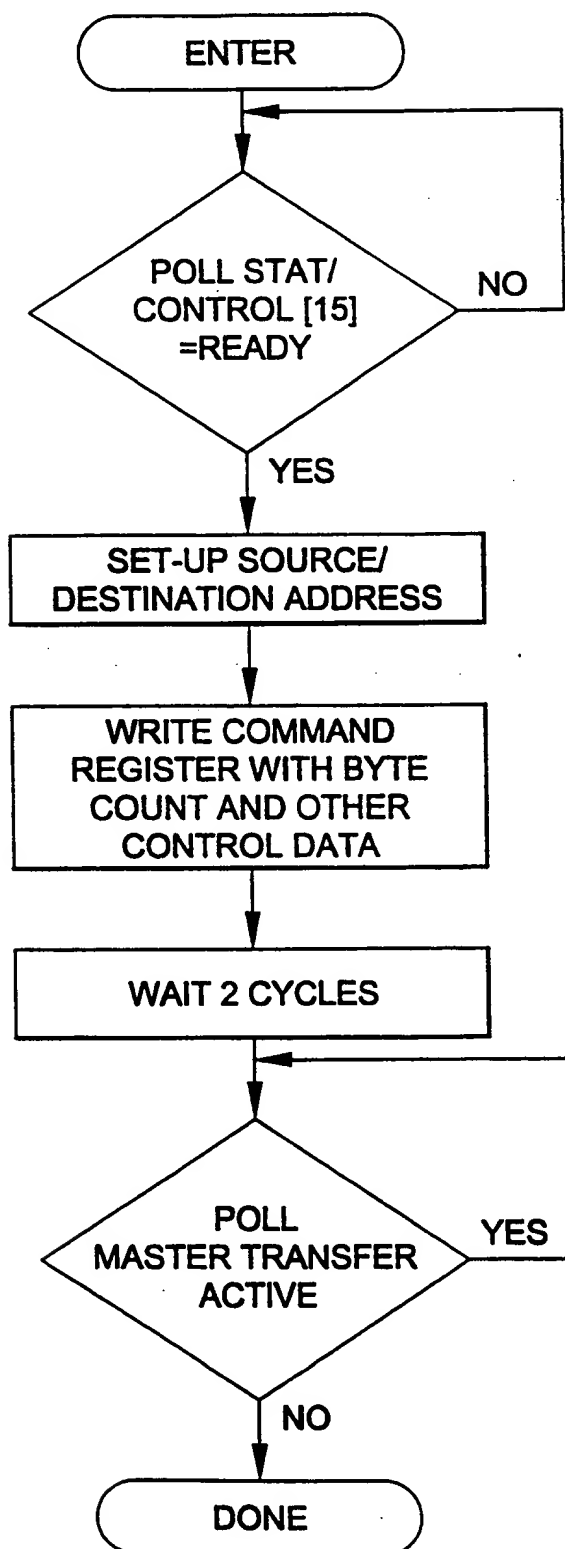 ENTER
POLL STAT/
CONTROL [15]
=READY
NO
YES
SET-UP SOURCE/
DESTINATION ADDRESS
WRITE COMMAND
REGISTER WITH BYTE
COUNT AND OTHER
CONTROL DATA
WAIT 2 CYCLES
POLL
MASTER TRANSFER
ACTIVE
YES
NO
DONE